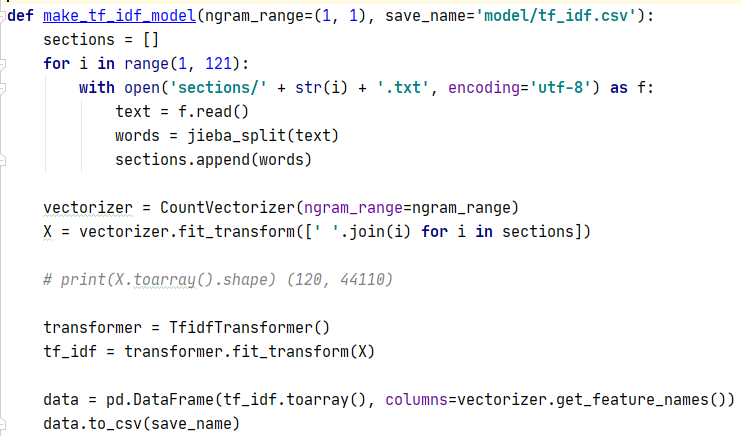 def make_tf_idf_model(ngram_range=(1, 1), save_name='model/tf_idf.csv'):
    sections = []
    for i in range(1, 121):
        with open('sections/' + str(i) + '.txt', encoding='utf-8') as f:
            text = f.read()
            words = jieba_split(text)
            sections.append(words)

    vectorizer = CountVectorizer(ngram_range=ngram_range)
    X = vectorizer.fit_transform([' '.join(i) for i in sections])

    # print(X.toarray().shape) (120, 44110)

    transformer = TfidfTransformer()
    tf_idf = transformer.fit_transform(X)

    data = pd.DataFrame(tf_idf.toarray(), columns=vectorizer.get_feature_names())
    data.to_csv(save_name)